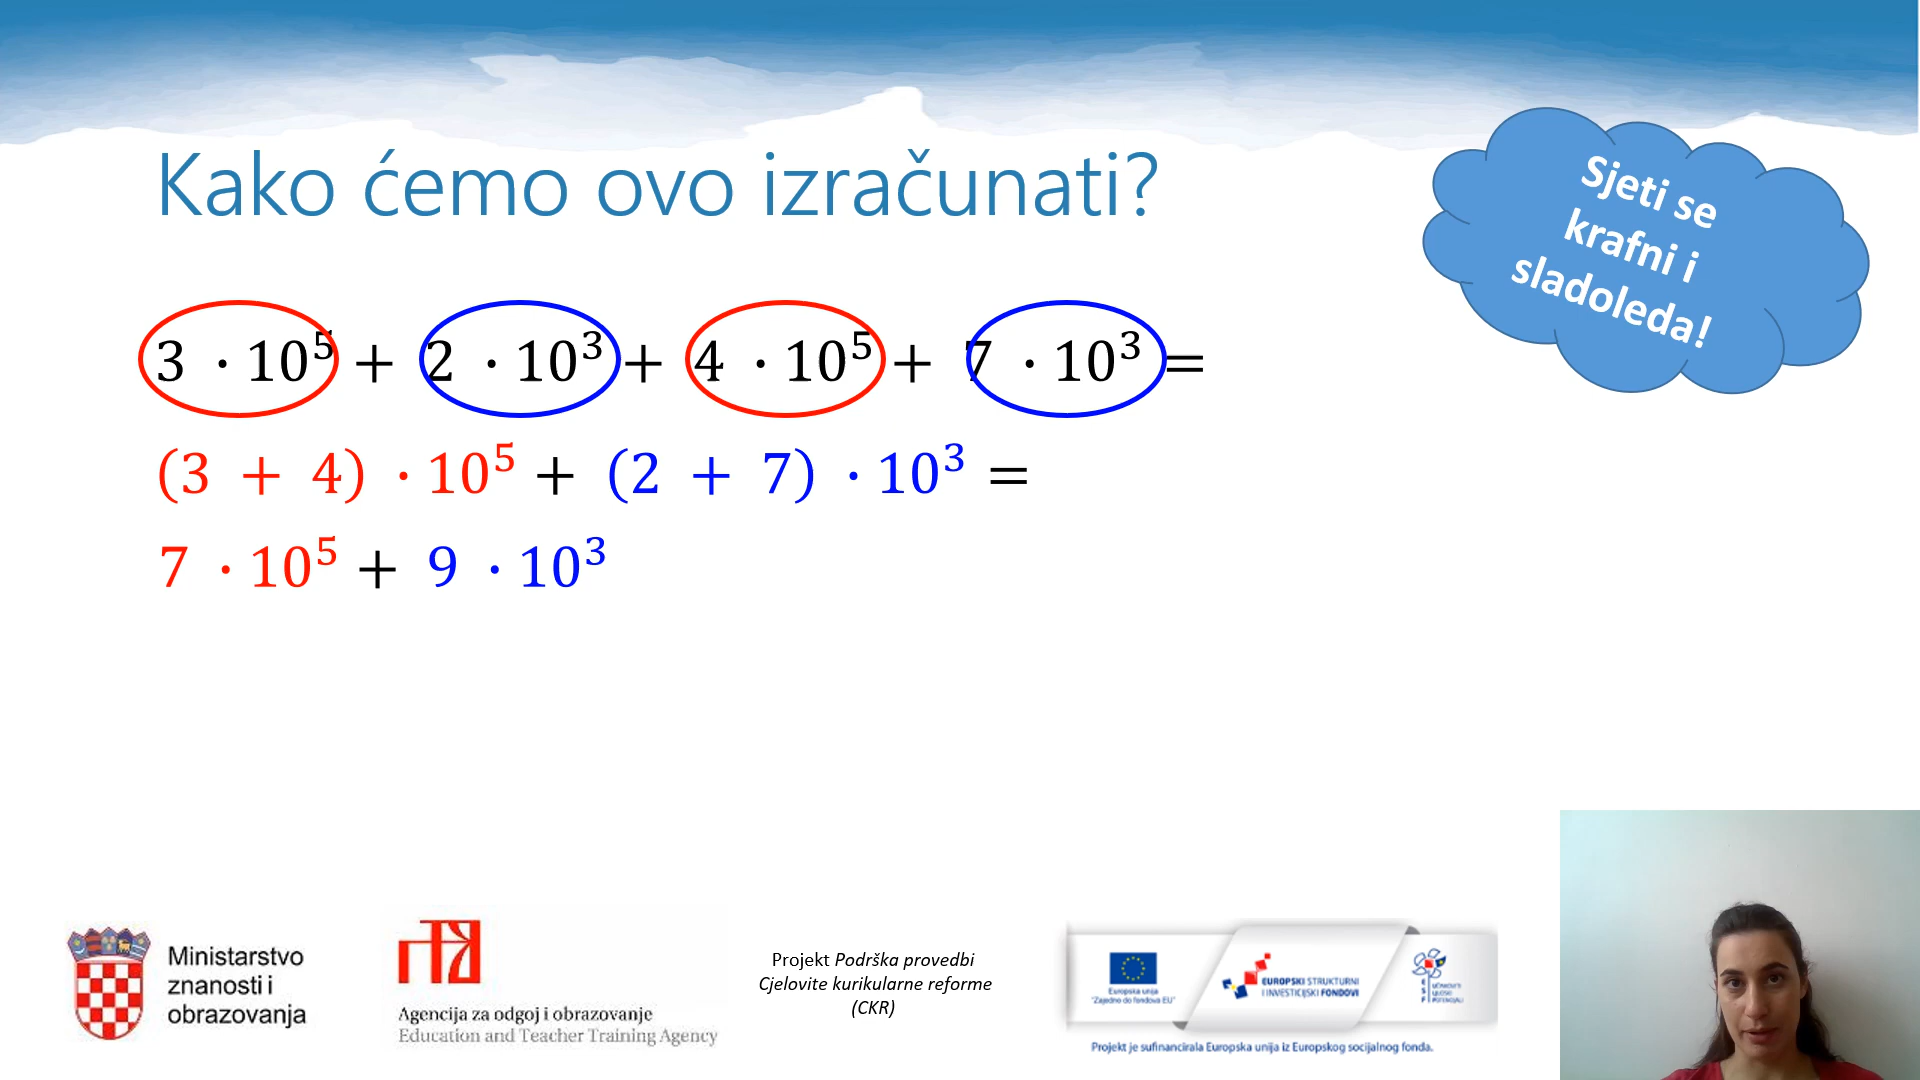 Kako ćemo ovo izračunati?
Sjeti se
krafni i
sladoleda!
3 · 10⁵ + 2 · 10³ + 4 · 10⁵ + 7 · 10³ =
(3 + 4) · 10⁵ + (2 + 7) · 10³ =
7 · 10⁵ + 9 · 10³
Ministarstvo
znanosti i
obrazovanja
Agencija za odgoj i obrazovanje
Education and Teacher Training Agency
Projekt Podrška provedbi
Cjelovite kurikularne reforme
(CKR)
Europska unija
"Zajedno do fondova EU"
EUROPSKI STRUKTURNI
I INVESTICIJSKI FONDOVI
Projekt je sufinancirala Europska unija iz Europskog socijalnog fonda.